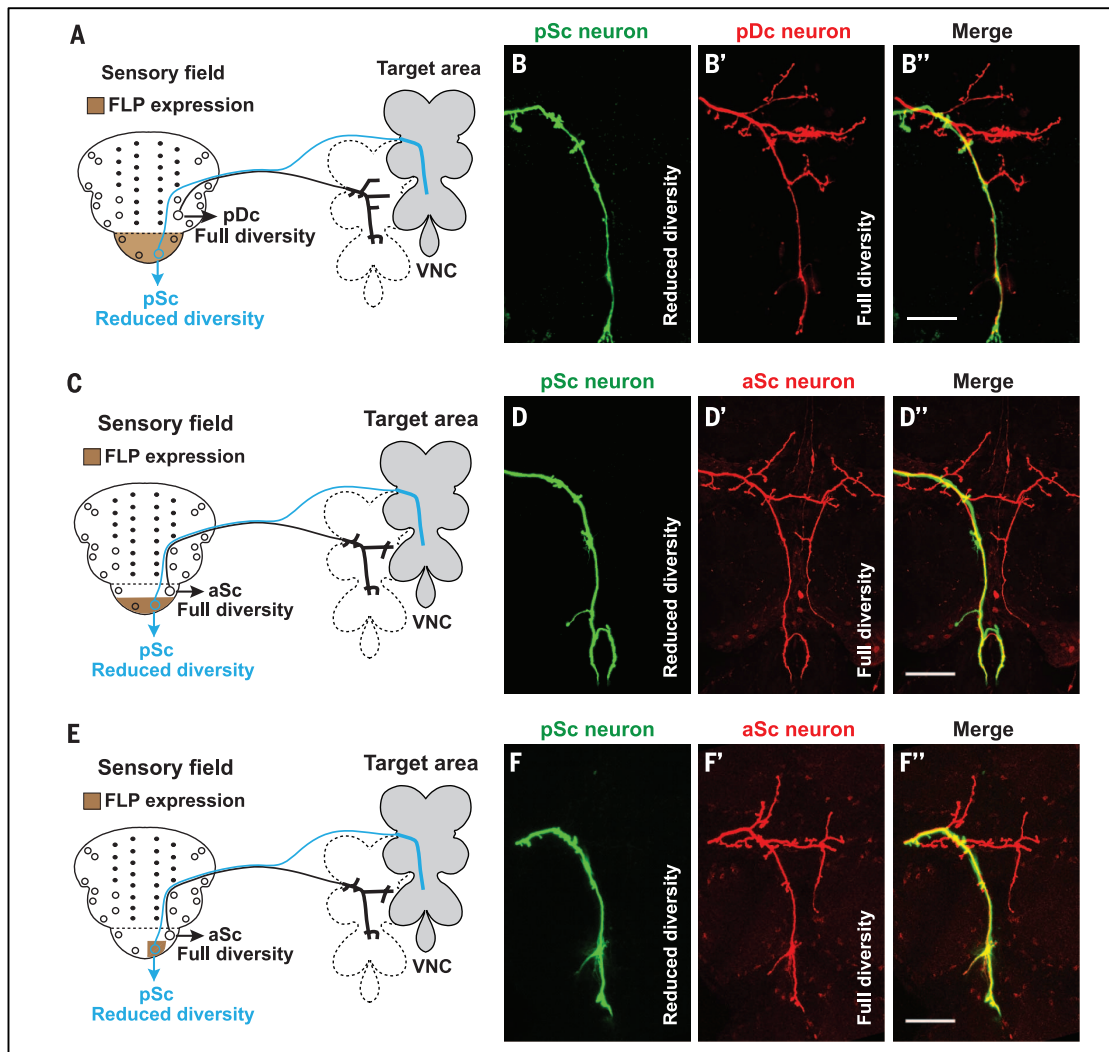 A
Sensory field
FLP expression
Target area
pDc
Full diversity
VNC
pSc
Reduced diversity
pSc neuron
pDc neuron
Merge
B
B'
B''
Reduced diversity
Full diversity
C
Sensory field
FLP expression
Target area
aSc
Full diversity
VNC
pSc
Reduced diversity
pSc neuron
aSc neuron
Merge
D
D'
D''
Reduced diversity
Full diversity
E
Sensory field
FLP expression
Target area
aSc
Full diversity
VNC
pSc
Reduced diversity
pSc neuron
aSc neuron
Merge
F
F'
F''
Reduced diversity
Full diversity